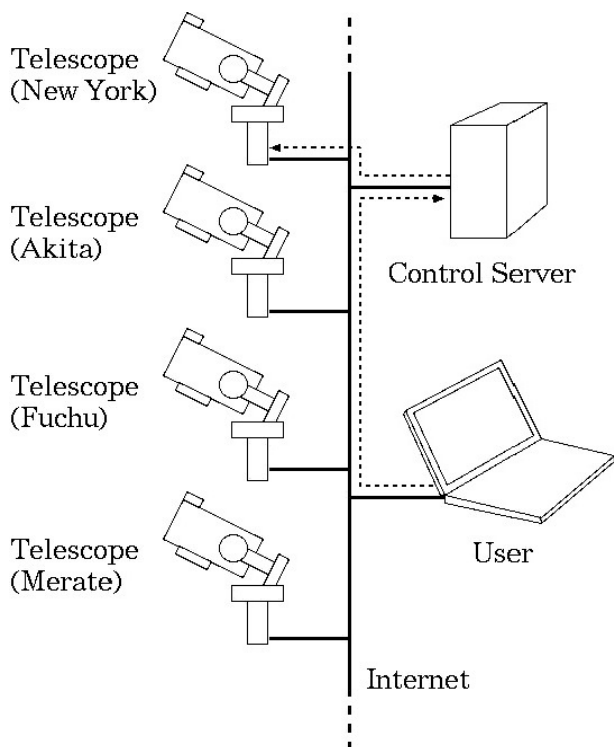 Telescope
(New York)
Telescope
(Akita)
Control Server
Telescope
(Fuchu)
Telescope
(Merate)
User
Internet